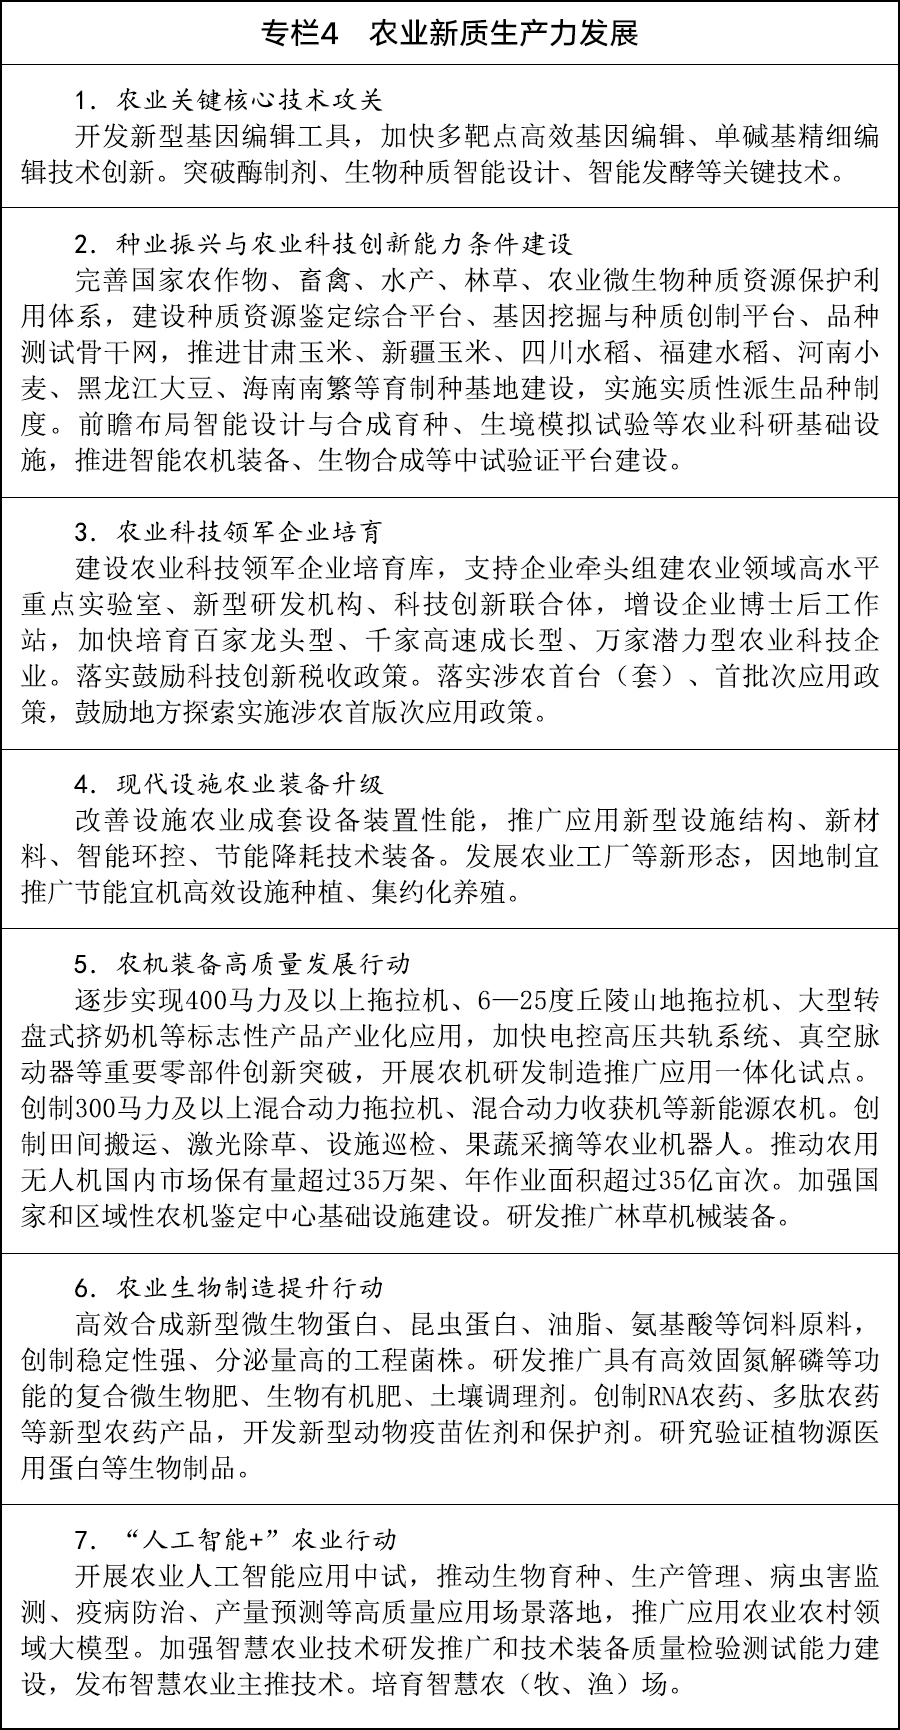 专栏4　农业新质生产力发展
1. 农业关键核心技术攻关
开发新型基因编辑工具，加快多靶点高效基因编辑、单碱基精细编
辑技术创新。突破酶制剂、生物种质智能设计、智能发酵等关键技术。
2. 种业振兴与农业科技创新能力条件建设
完善国家农作物、畜禽、水产、林草、农业微生物种质资源保护利
用体系，建设种质资源鉴定综合平台、基因挖掘与种质创制平台、品种
测试骨干网，推进甘肃玉米、新疆玉米、四川水稻、福建水稻、河南小
麦、黑龙江大豆、海南南繁等育制种基地建设，实施实质性派生品种制
度。前瞻布局智能设计与合成育种、生境模拟试验等农业科研基础设
施，推进智能农机装备、生物合成等中试验证平台建设。
3. 农业科技领军企业培育
建设农业科技领军企业培育库，支持企业牵头组建农业领域高水平
重点实验室、新型研发机构、科技创新联合体，增设企业博士后工作
站，加快培育百家龙头型、千家高速成长型、万家潜力型农业科技企
业。落实鼓励科技创新税收政策。落实涉农首台（套）、首批次应用政
策，鼓励地方探索实施涉农首版次应用政策。
4. 现代设施农业装备升级
改善设施农业成套设备装置性能，推广应用新型设施结构、新材
料、智能环控、节能降耗技术装备。发展农业工厂等新形态，因地制宜
推广节能宜机高效设施种植、集约化养殖。
5. 农机装备高质量发展行动
逐步实现400马力及以上拖拉机、6—25度丘陵山地拖拉机、大型转
盘式挤奶机等标志性产品产业化应用，加快电控高压共轨系统、真空脉
动器等重要零部件创新突破，开展农机研发制造推广应用一体化试点。
创制300马力及以上混合动力拖拉机、混合动力收获机等新能源农机。创
制田间搬运、激光除草、设施巡检、果蔬采摘等农业机器人。推动农用
无人机国内市场保有量超过35万架、年作业面积超过35亿亩次。加强国
家和区域性农机鉴定中心基础设施建设。研发推广林草机械装备。
6. 农业生物制造提升行动
高效合成新型微生物蛋白、昆虫蛋白、油脂、氨基酸等饲料原料，
创制稳定性强、分泌量高的工程菌株。研发推广具有高效固氮解磷等功
能的复合微生物肥、生物有机肥、土壤调理剂。创制RNA农药、多肽农药
等新型农药产品，开发新型动物疫苗佐剂和保护剂。研究验证植物源医
用蛋白等生物制品。
7. “人工智能+”农业行动
开展农业人工智能应用中试，推动生物育种、生产管理、病虫害监
测、疫病防治、产量预测等高质量应用场景落地，推广应用农业农村领
域大模型。加强智慧农业技术研发推广和技术装备质量检验测试能力建
设，发布智慧农业主推技术。培育智慧农（牧、渔）场。